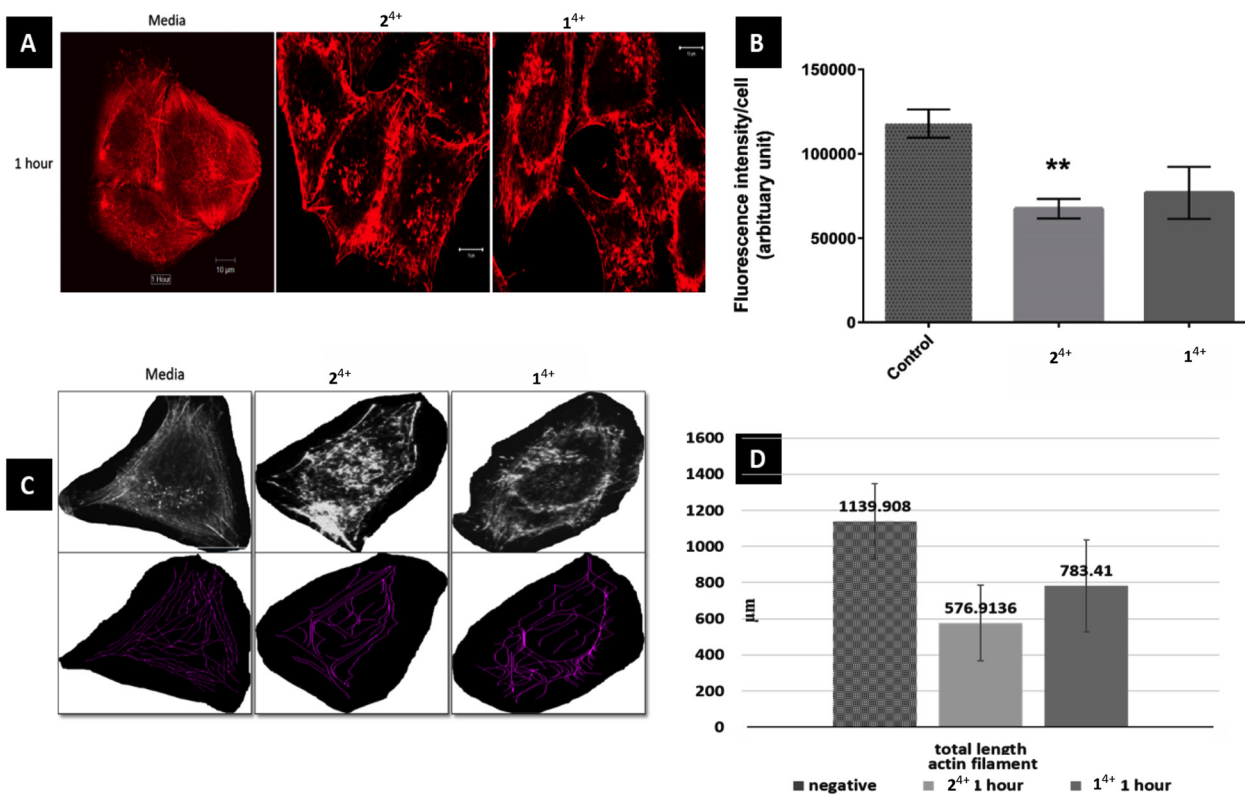 A
Media
2⁴⁺
1⁴⁺
1 hour
10 µm
1 Hour
B
Fluorescence intensity/cell
(arbituary unit)
150000
100000
50000
0
**
Control
2⁴⁺
1⁴⁺
C
Media
2⁴⁺
1⁴⁺
D
1600
1400
1200
1000
800
600
400
200
0
µm
1139.908
576.9136
783.41
total length
actin filament
negative
2⁴⁺ 1 hour
1⁴⁺ 1 hour